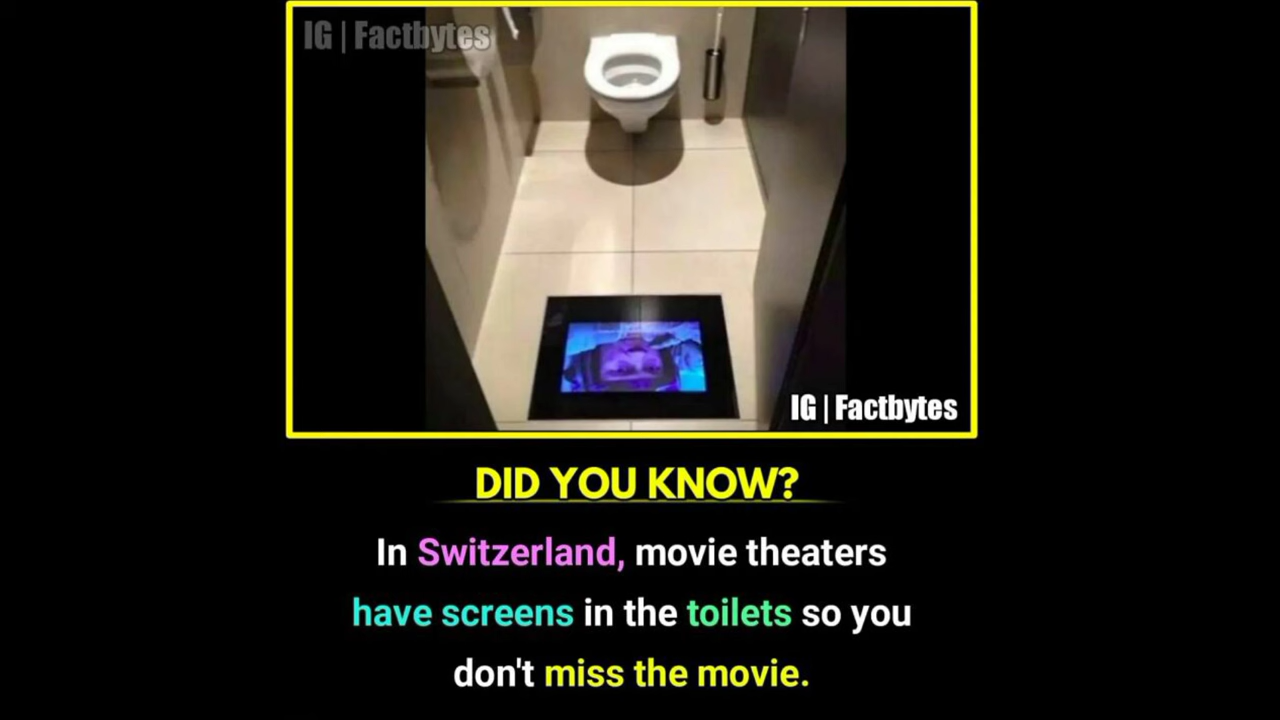 IG | Factbytes
IG | Factbytes
DID YOU KNOW?
In Switzerland, movie theaters
have screens in the toilets so you
don't miss the movie.